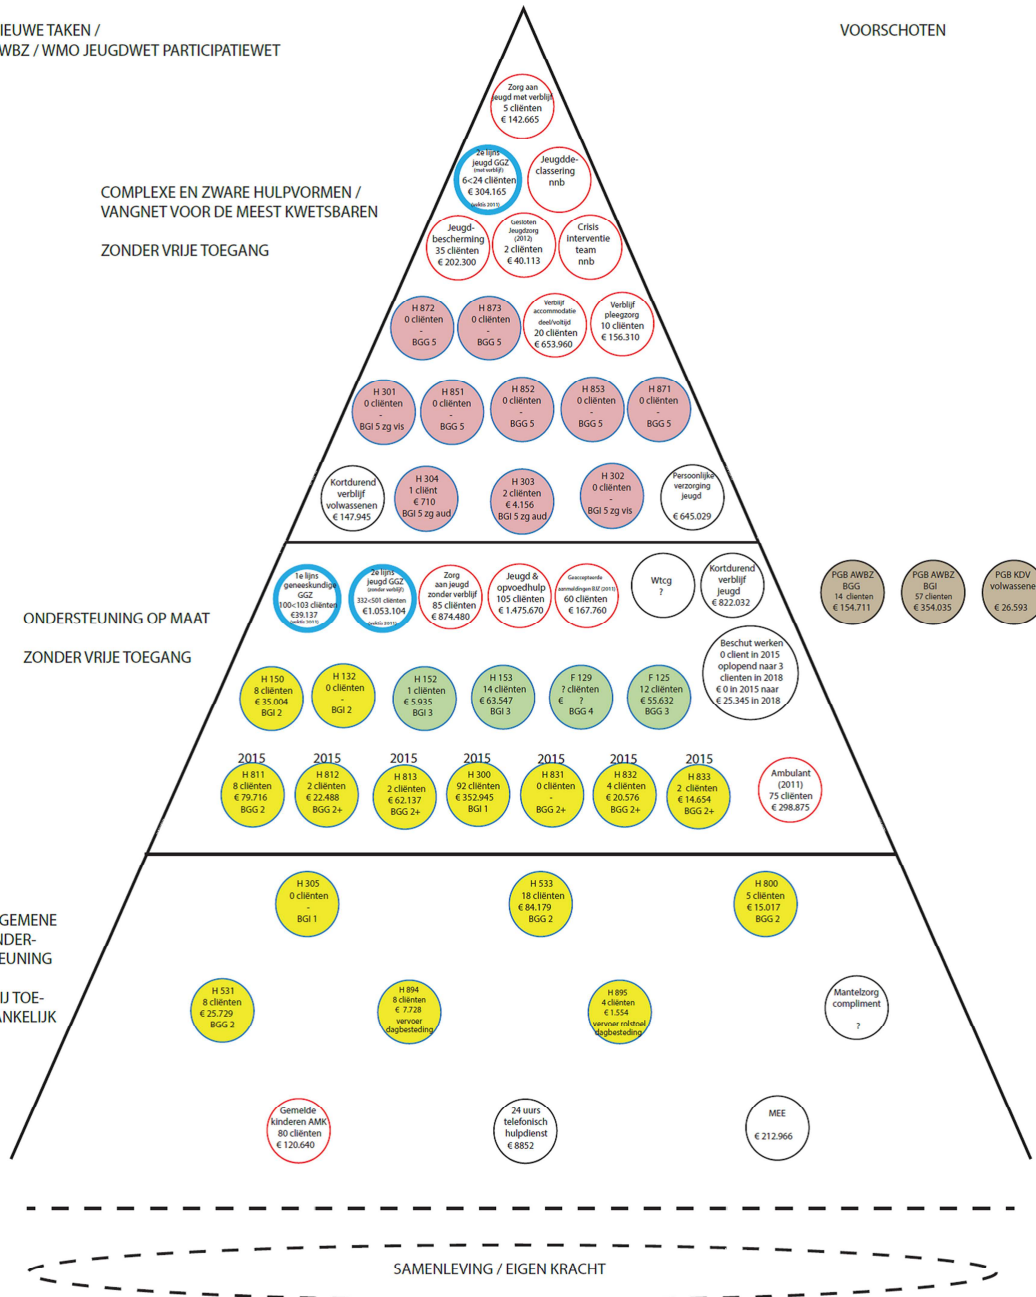 IEUWE TAKEN /
WBZ / WMO JEUGDWET PARTICIPATIEWET
VOORSCHOTEN
Zorg aan
jeugd met verblijf
5 cliënten
€ 142.665
COMPLEXE EN ZWARE HULPVORMEN /
VANGNET VOOR DE MEEST KWETSBAREN
ZONDER VRIJE TOEGANG
2e lijns
jeugd GGZ
(met verblijf)
6<24 cliënten
€ 304.165
(vektis 2011)
Jeugdde-
classering
nnb
Jeugd-
bescherming
35 cliënten
€ 202.300
Gesloten
Jeugdzorg
(2012)
2 cliënten
€ 40.113
Crisis
Interventie
team
nnb
H 872
0 cliënten
-
BGG 5
H 873
0 cliënten
-
BGG 5
Verblijf
accommodatie
deel/voltijd
20 cliënten
€ 653.960
Verblijf
pleegzorg
10 cliënten
€ 156.310
H 301
0 cliënten
-
BGI 5 zg vis
H 851
0 cliënten
-
BGG 5
H 852
0 cliënten
-
BGG 5
H 853
0 cliënten
-
BGG 5
H 871
0 cliënten
-
BGG 5
Kortdurend
verblijf
volwassenen
€ 147.945
H 304
1 cliënt
€ 710
BGI 5 zg aud
H 303
2 cliënten
€ 4.156
BGI 5 zg aud
H 302
0 cliënten
-
BGI 5 zg vis
Persoonlijke
verzorging
jeugd
€ 645.029
ONDERSTEUNING OP MAAT
ZONDER VRIJE TOEGANG
1e lijns
geneeskundige
GGZ
100<103 cliënten
€39.137
(vektis 2011)
2e lijns
jeugd GGZ
(zonder verblijf)
332<501 cliënten
€1.053.104
(vektis 2011)
Zorg
aan jeugd
zonder verblijf
85 cliënten
€ 874.480
Jeugd &
opvoedhulp
105 cliënten
€ 1.475.670
Geaccepteerde
aanmeldingen BJZ (2011)
60 cliënten
€ 167.760
Wtcg
?
Kortdurend
verblijf
jeugd
€ 822.032
PGB AWBZ
BGG
14 clienten
€ 154.711
PGB AWBZ
BGI
57 clienten
€ 354.035
PGB KDV
volwassene
€ 26.593
H 150
8 cliënten
€ 35.004
BGI 2
H 132
0 cliënten
-
BGI 2
H 152
1 cliënten
€ 5.935
BGI 3
H 153
14 cliënten
€ 63.547
BGI 3
F 129
? cliënten
€ ?
BGG 4
F 125
12 cliënten
€ 55.632
BGG 3
Beschut werken
0 client in 2015
oplopend naar 3
clienten in 2018
€ 0 in 2015 naar
€ 25.345 in 2018
2015
H 811
8 cliënten
€ 79.716
BGG 2
2015
H 812
2 cliënten
€ 22.488
BGG 2+
2015
H 813
2 cliënten
€ 62.137
BGG 2+
2015
H 300
92 cliënten
€ 352.945
BGI 1
2015
H 831
0 cliënten
-
BGG 2+
2015
H 832
4 cliënten
€ 20.576
BGG 2+
2015
H 833
2 cliënten
€ 14.654
BGG 2+
Ambulant
(2011)
75 cliënten
€ 298.875
GEMENE
NDER-
EUNING
IJ TOE-
ANKELIJK
H 305
0 cliënten
-
BGI 1
H 533
18 cliënten
€ 84.179
BGG 2
H 800
5 cliënten
€ 15.017
BGG 2
H 531
8 cliënten
€ 25.729
BGG 2
H 894
8 cliënten
€ 7.728
vervoer
dagbesteding
H 895
4 cliënten
€ 1.554
vervoer rolstoel
dagbesteding
Mantelzorg
compliment
?
Gemelde
kinderen AMK
80 cliënten
€ 120.640
24 uurs
telefonisch
hulpdienst
€ 8852
MEE
€ 212.966
SAMENLEVING / EIGEN KRACHT